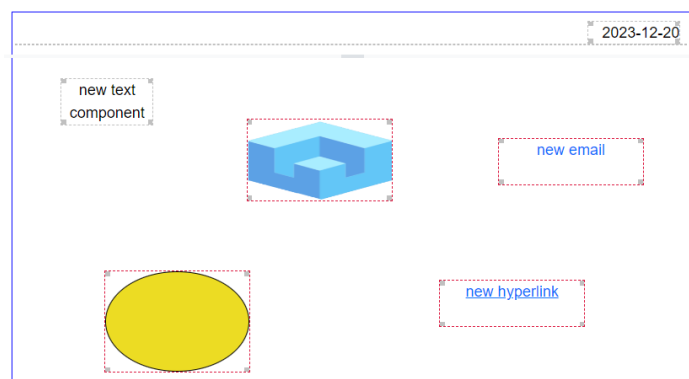 2023-12-20
new text
component
new email
new hyperlink